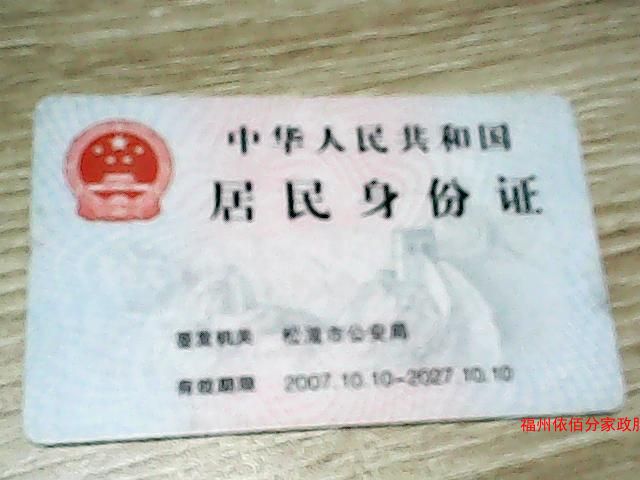 中华人民共和国
居民身份证
签发机关 松滋市公安局
有效期限 2007.10.10-2027.10.10
福州依佰分家政服